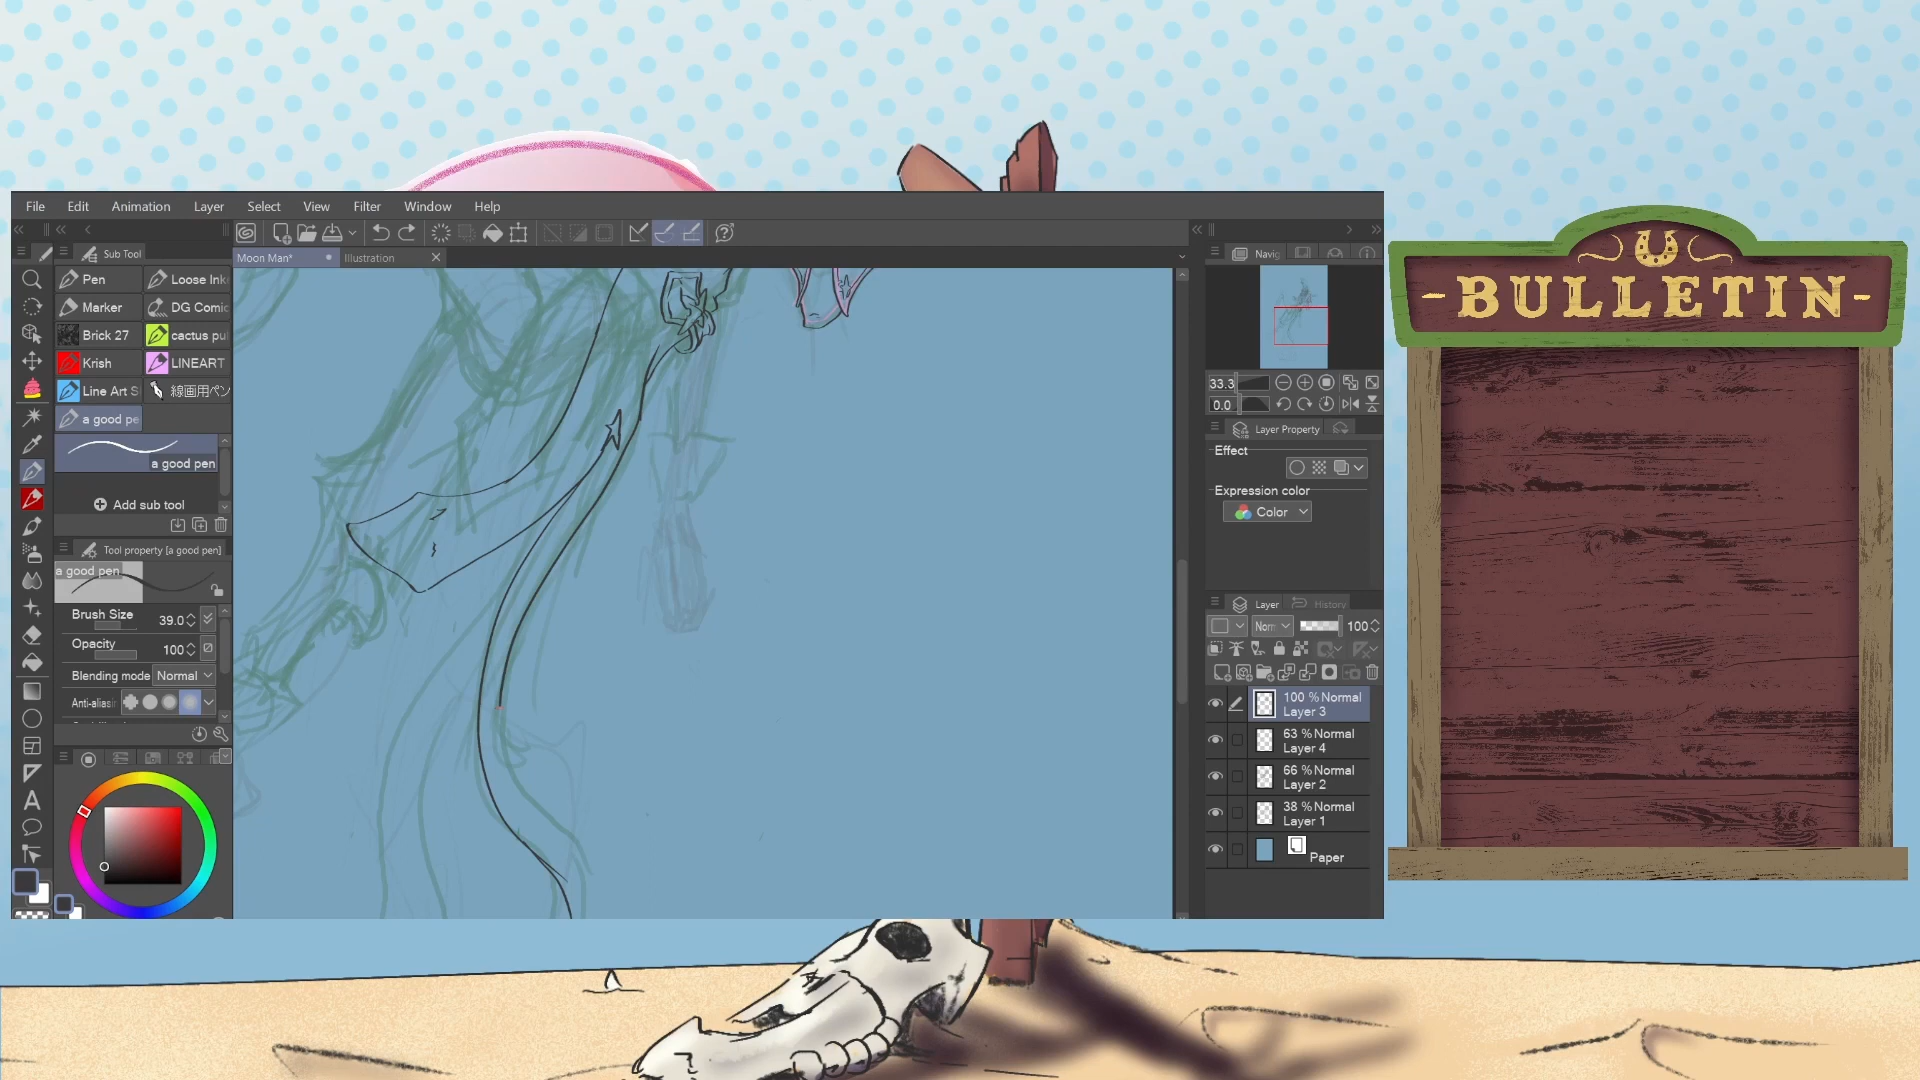 File Edit Animation Layer Select View Filter Window Help
Sub Tool
Moon Man*
Illustration
Navig
Pen
Loose Ink
Marker
DG Comic
Brick 27
cactus pu
Krish
LINEART
Line Art S
線画用ペン
a good pe
a good pen
Add sub tool
Tool property [a good pen]
a good pen
Brush Size
39.0
Opacity
100
Blending mode Normal
Anti-aliasin
33.3
0.0
Layer Property
Effect
Expression color
Color
Layer
History
Norn
100
100 % Normal
Layer 3
63 % Normal
Layer 4
66 % Normal
Layer 2
38 % Normal
Layer 1
Paper
-BULLETIN-